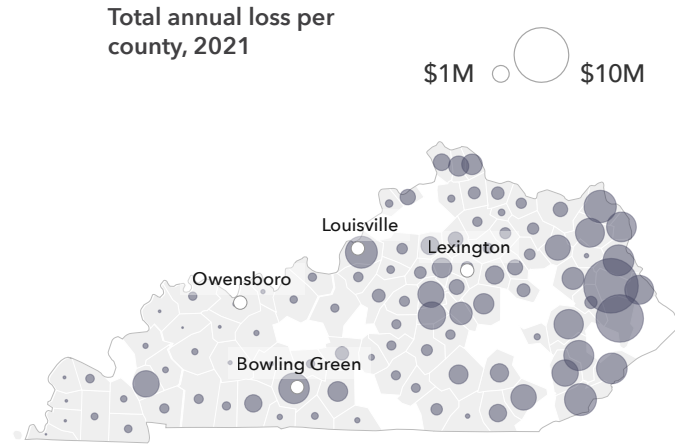 Total annual loss per
county, 2021
$1M
$10M
Louisville
Lexington
Owensboro
Bowling Green